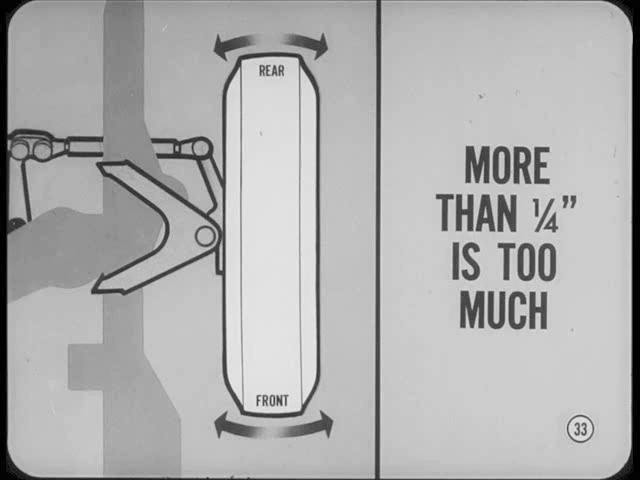 REAR
FRONT
MORE
THAN ¼”
IS TOO
MUCH
33